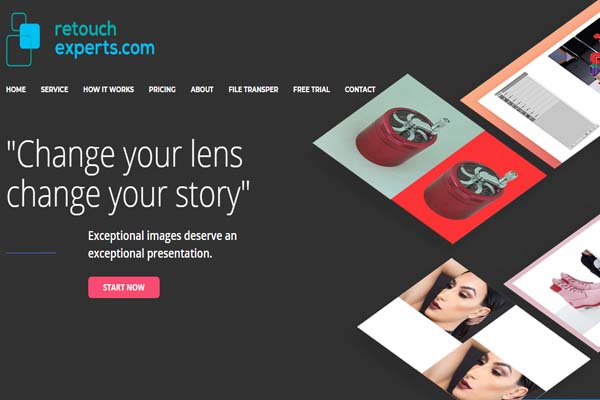 retouch
experts.com
HOME SERVICE HOW IT WORKS PRICING ABOUT FILE TRANSPER FREE TRIAL CONTACT
"Change your lens
change your story"
Exceptional images deserve an
exceptional presentation.
START NOW